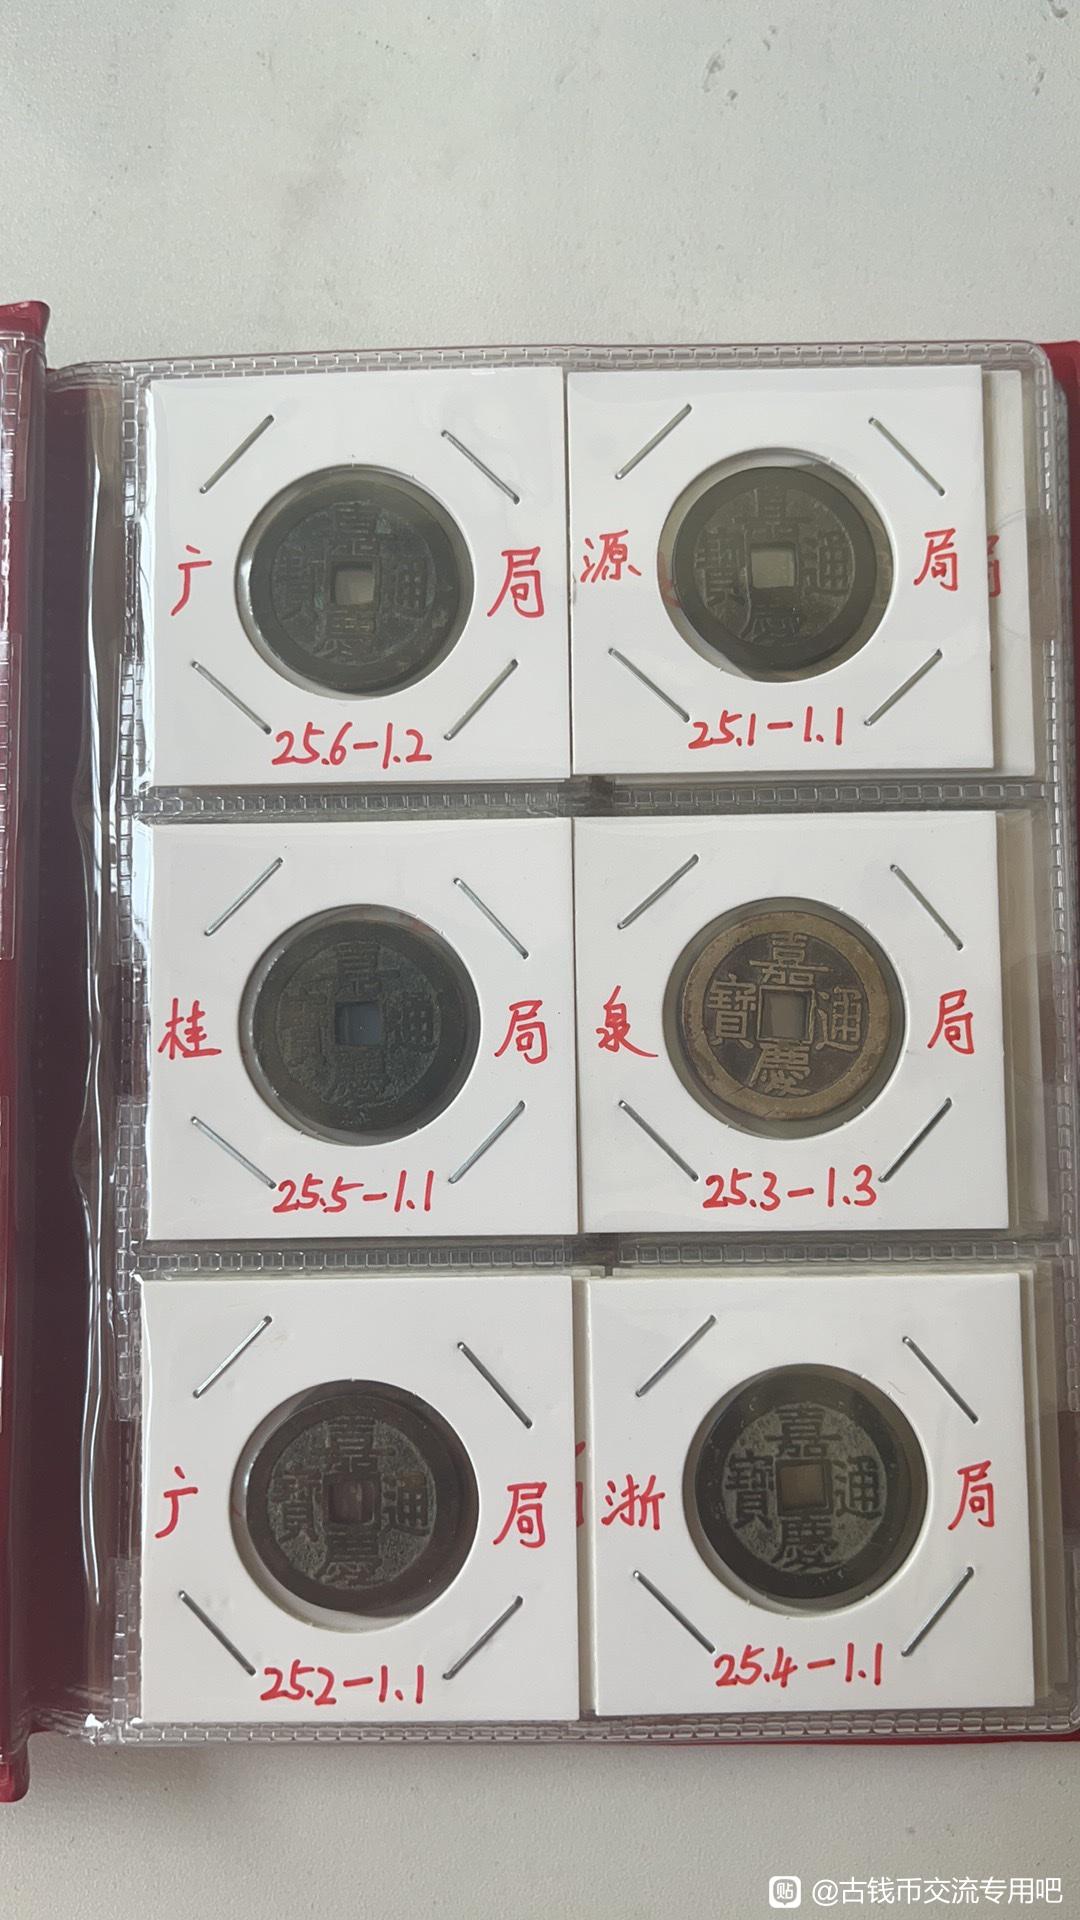 嘉慶通寶
广 局
25.6-1.2
嘉慶通寶
源 局
25.1-1.1
局
嘉慶通寶
桂 局
25.5-1.1
嘉慶通寶
泉 局
25.3-1.3
嘉慶通寶
广 局
25.2-1.1
嘉慶通寶
浙 局
25.4-1.1
贴 @古钱币交流专用吧